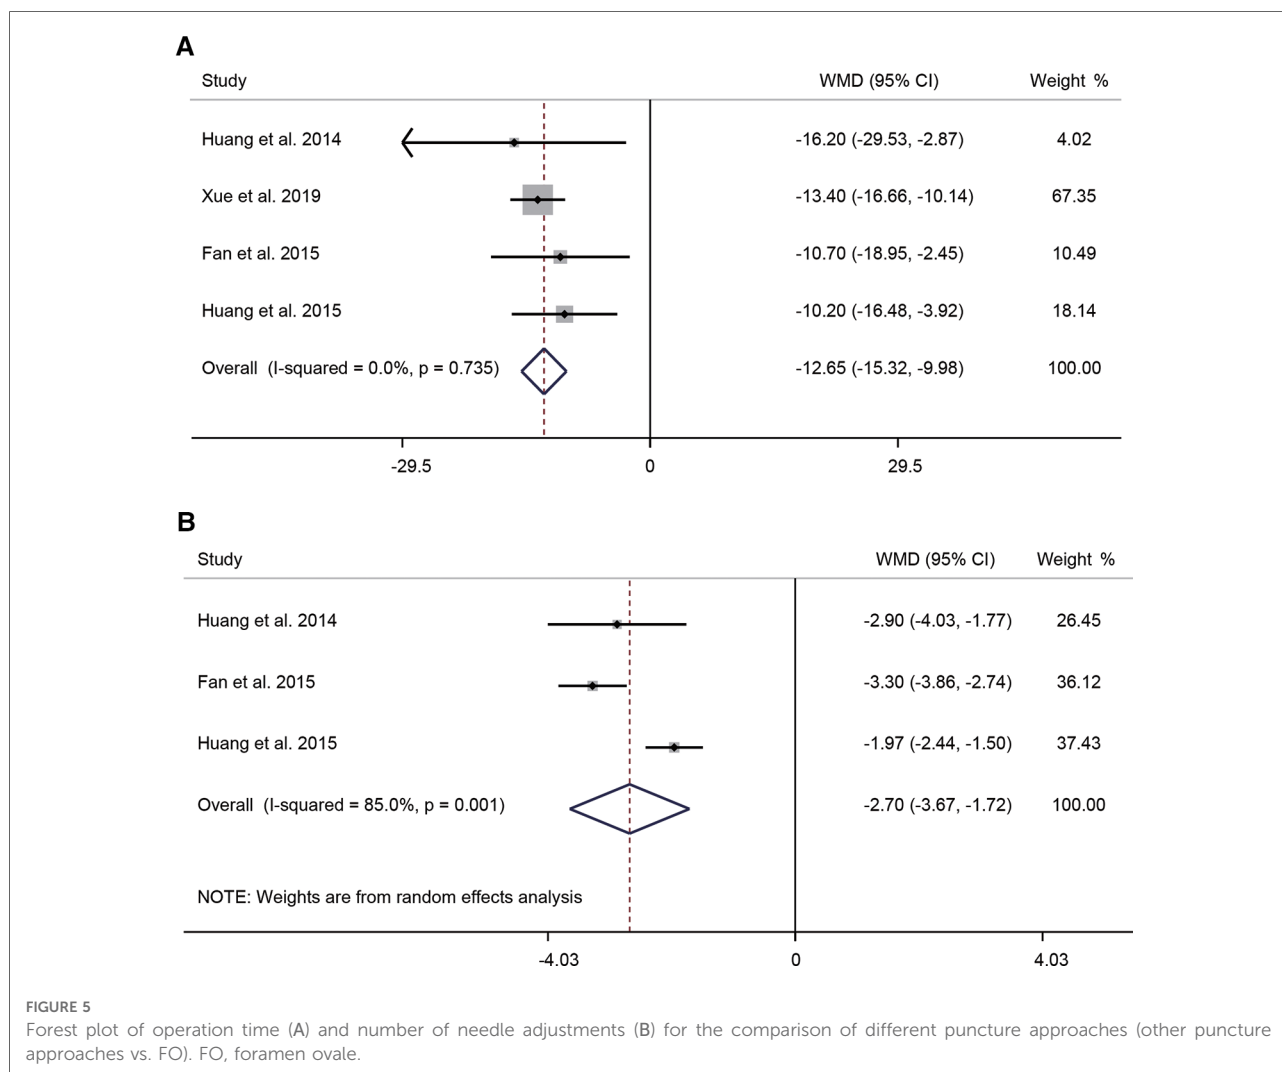 A
Study WMD (95% CI) Weight %
Huang et al. 2014 -16.20 (-29.53, -2.87) 4.02
Xue et al. 2019 -13.40 (-16.66, -10.14) 67.35
Fan et al. 2015 -10.70 (-18.95, -2.45) 10.49
Huang et al. 2015 -10.20 (-16.48, -3.92) 18.14
Overall (I-squared = 0.0%, p = 0.735) -12.65 (-15.32, -9.98) 100.00
-29.5 0 29.5
B
Study WMD (95% CI) Weight %
Huang et al. 2014 -2.90 (-4.03, -1.77) 26.45
Fan et al. 2015 -3.30 (-3.86, -2.74) 36.12
Huang et al. 2015 -1.97 (-2.44, -1.50) 37.43
Overall (I-squared = 85.0%, p = 0.001) -2.70 (-3.67, -1.72) 100.00
NOTE: Weights are from random effects analysis
-4.03 0 4.03
FIGURE 5
Forest plot of operation time (A) and number of needle adjustments (B) for the comparison of different puncture approaches (other puncture
approaches vs. FO). FO, foramen ovale.